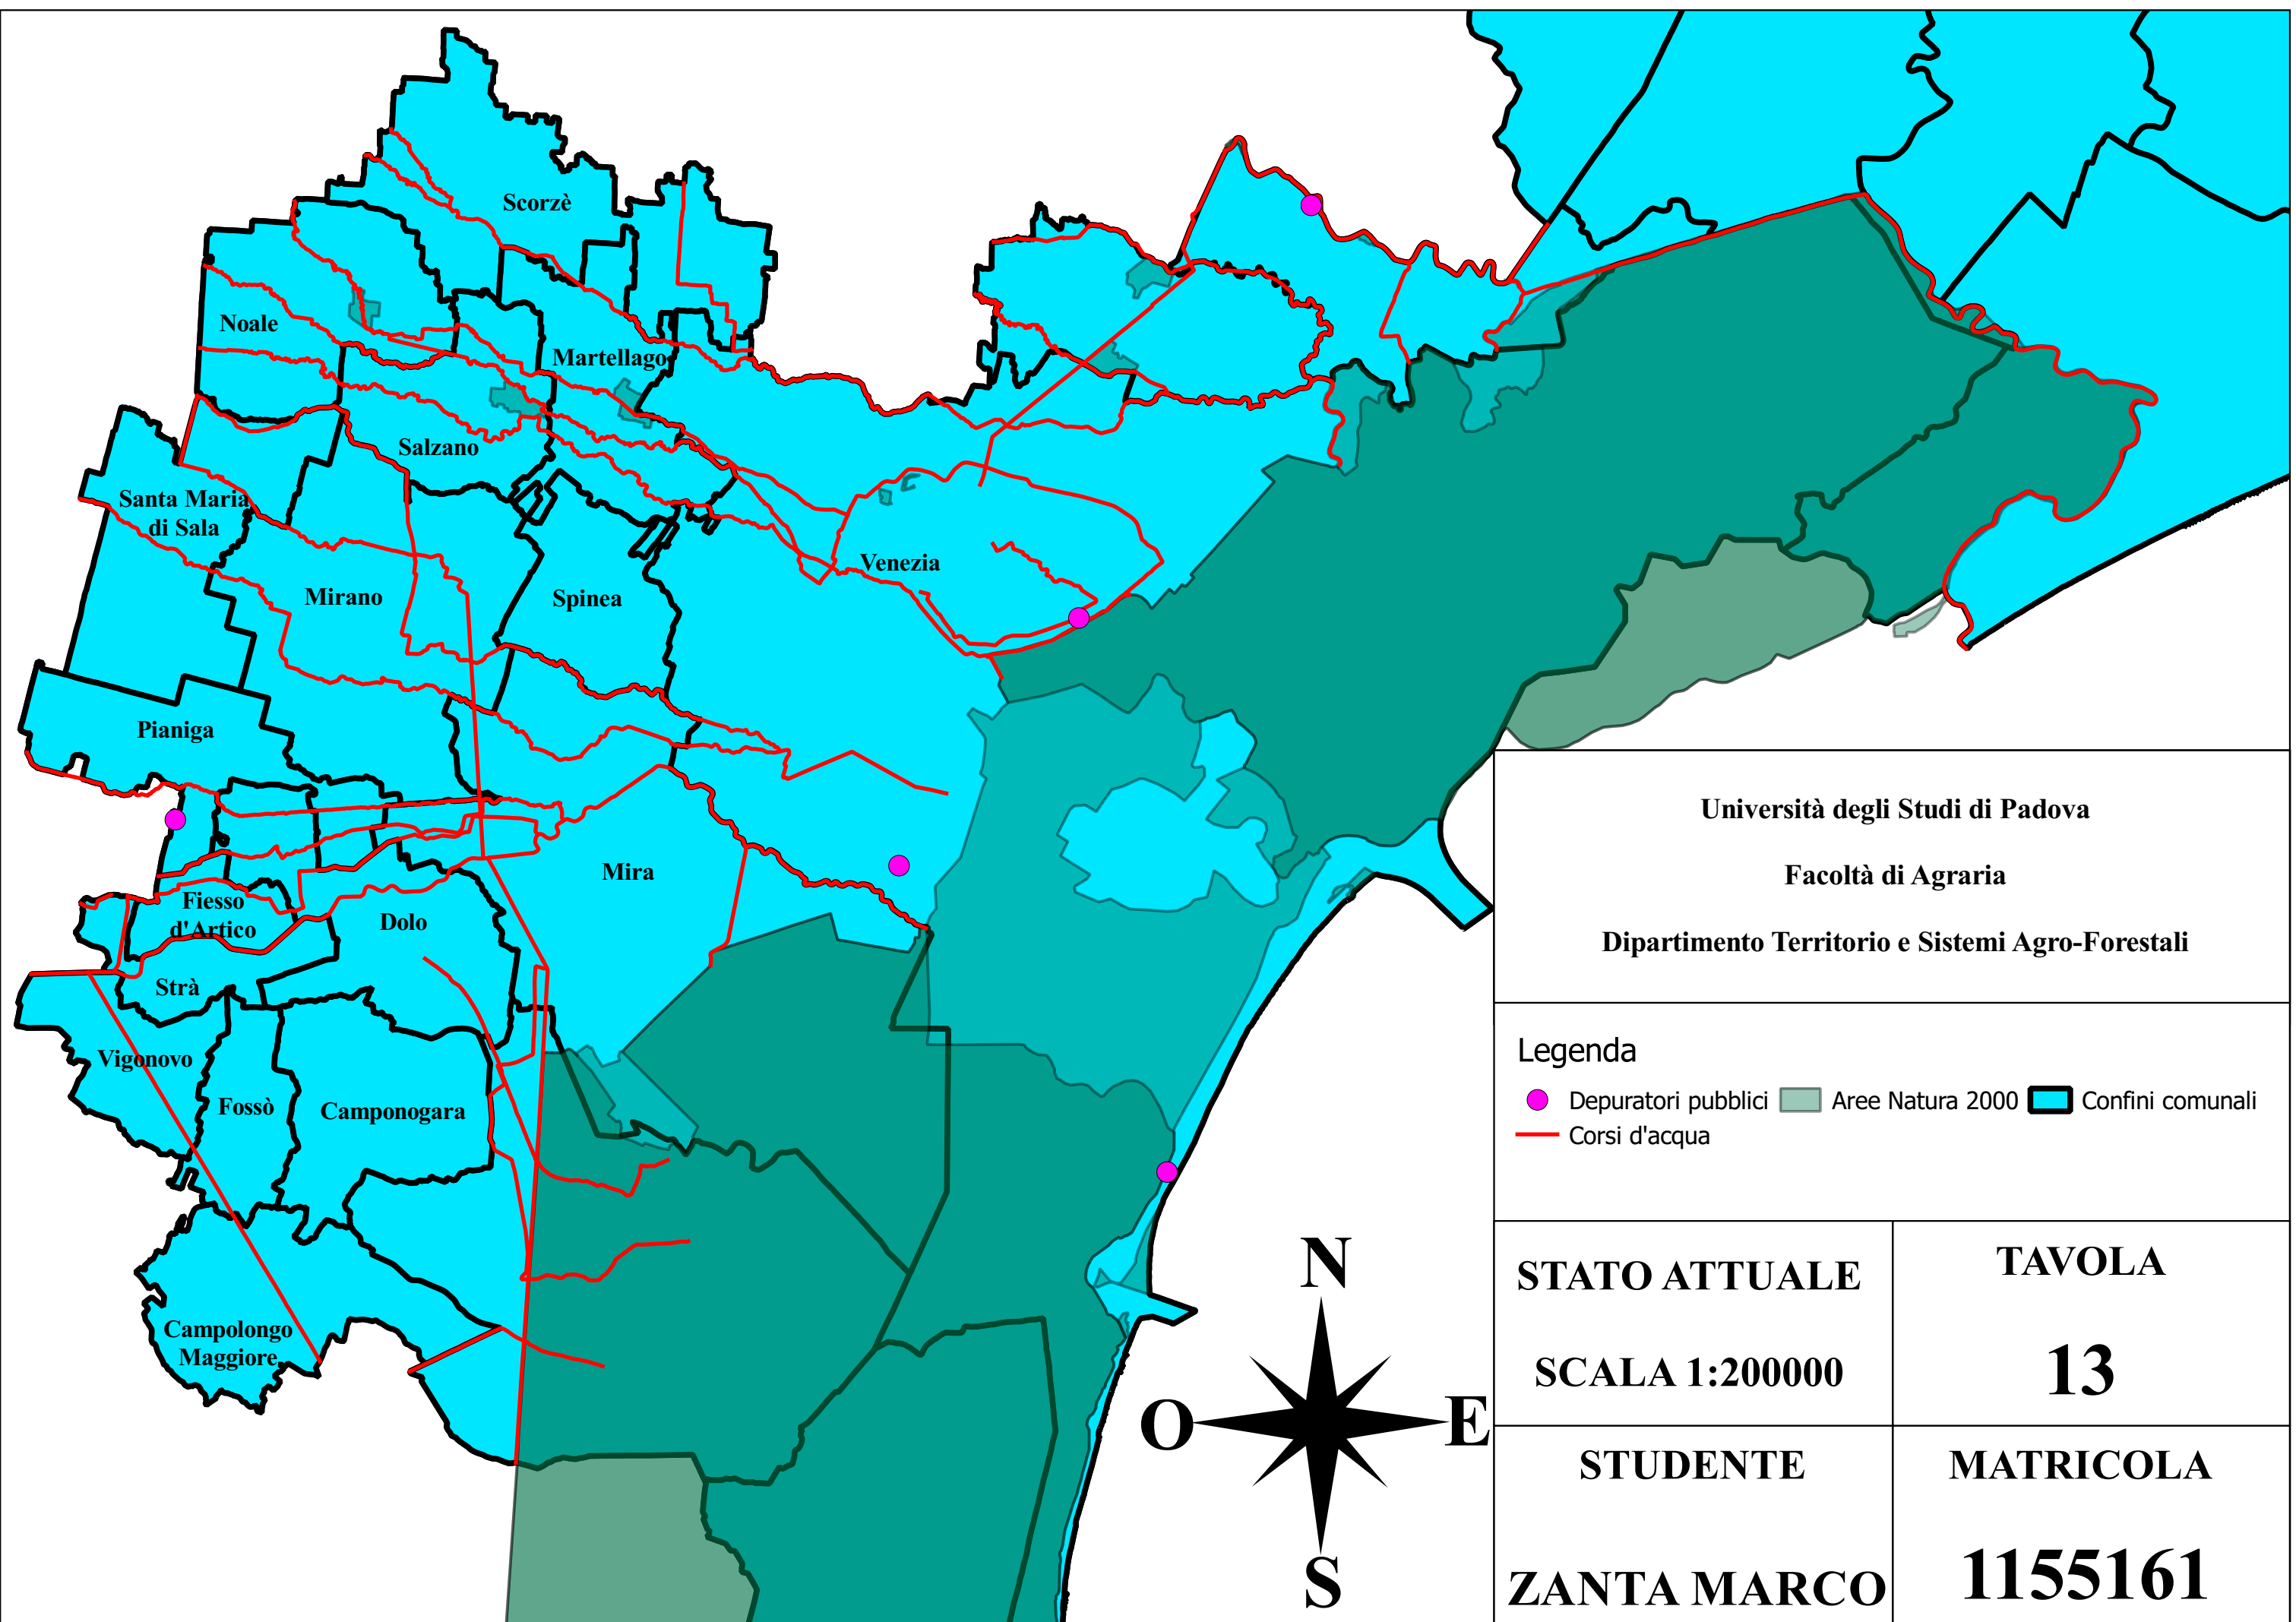 Scorzè
Noale
Martellago
Salzano
Santa Maria
di Sala
Venezia
Mirano
Spinea
Pianiga
Mira
Fiesso
d'Artico
Dolo
Strà
Vigonovo
Fossò
Camponogara
Campolongo
Maggiore
N
O
E
S
Università degli Studi di Padova
Facoltà di Agraria
Dipartimento Territorio e Sistemi Agro-Forestali
Legenda
Depuratori pubblici Aree Natura 2000 Confini comunali
Corsi d'acqua
STATO ATTUALE
SCALA 1:200000
TAVOLA
13
STUDENTE
ZANTA MARCO
MATRICOLA
1155161